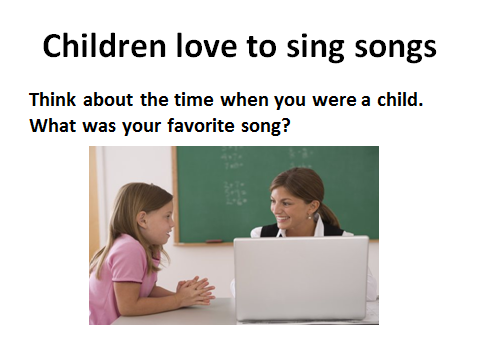 Children love to sing songs
Think about the time when you were a child.
What was your favorite song?